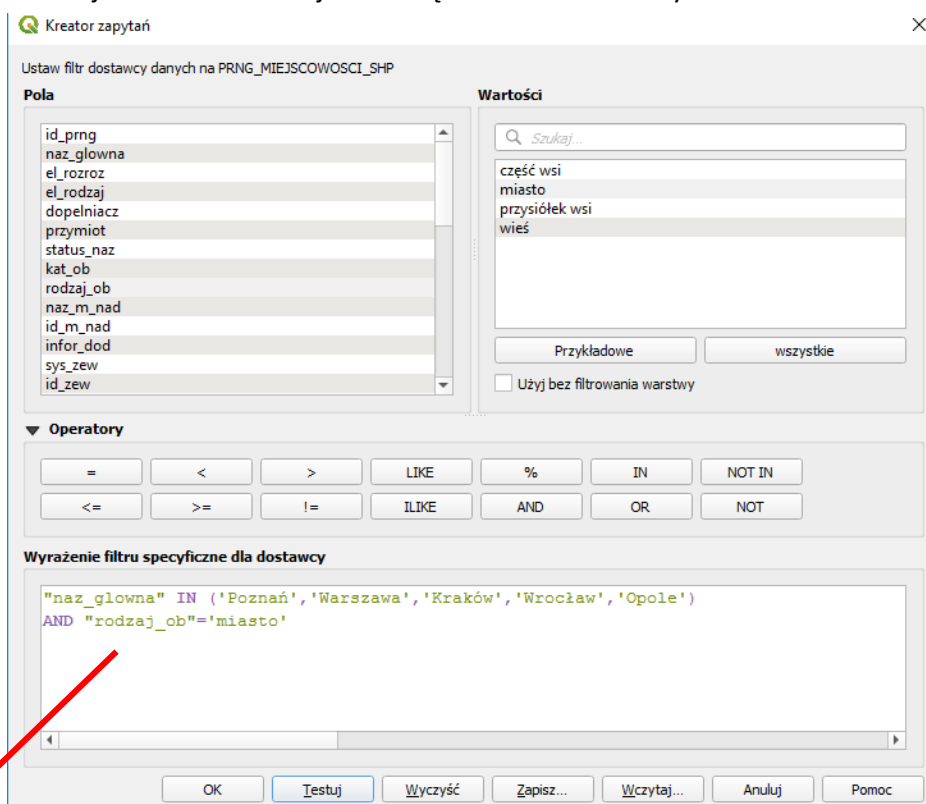 Kreator zapytań
Ustaw filtr dostawcy danych na PRNG_MIEJSCOWOSCI_SHP
Pola
id_prng
naz_glowna
el_rozroz
el_rodzaj
dopelniacz
przymiot
status_naz
kat_ob
rodzaj_ob
naz_m_nad
id_m_nad
infor_dod
sys_zew
id_zew
Wartości
Szukaj...
część wsi
miasto
przysiółek wsi
wieś
Przykładowe wszystkie
Użyj bez filtrowania warstwy
Operatory
= < > LIKE % IN NOT IN
<= >= != ILIKE AND OR NOT
Wyrażenie filtru specyficzne dla dostawcy
"naz_glowna" IN ('Poznań','Warszawa','Kraków','Wrocław','Opole')
AND "rodzaj_ob"='miasto'
OK Testuj Wyczyść Zapisz... Wczytaj... Anuluj Pomoc